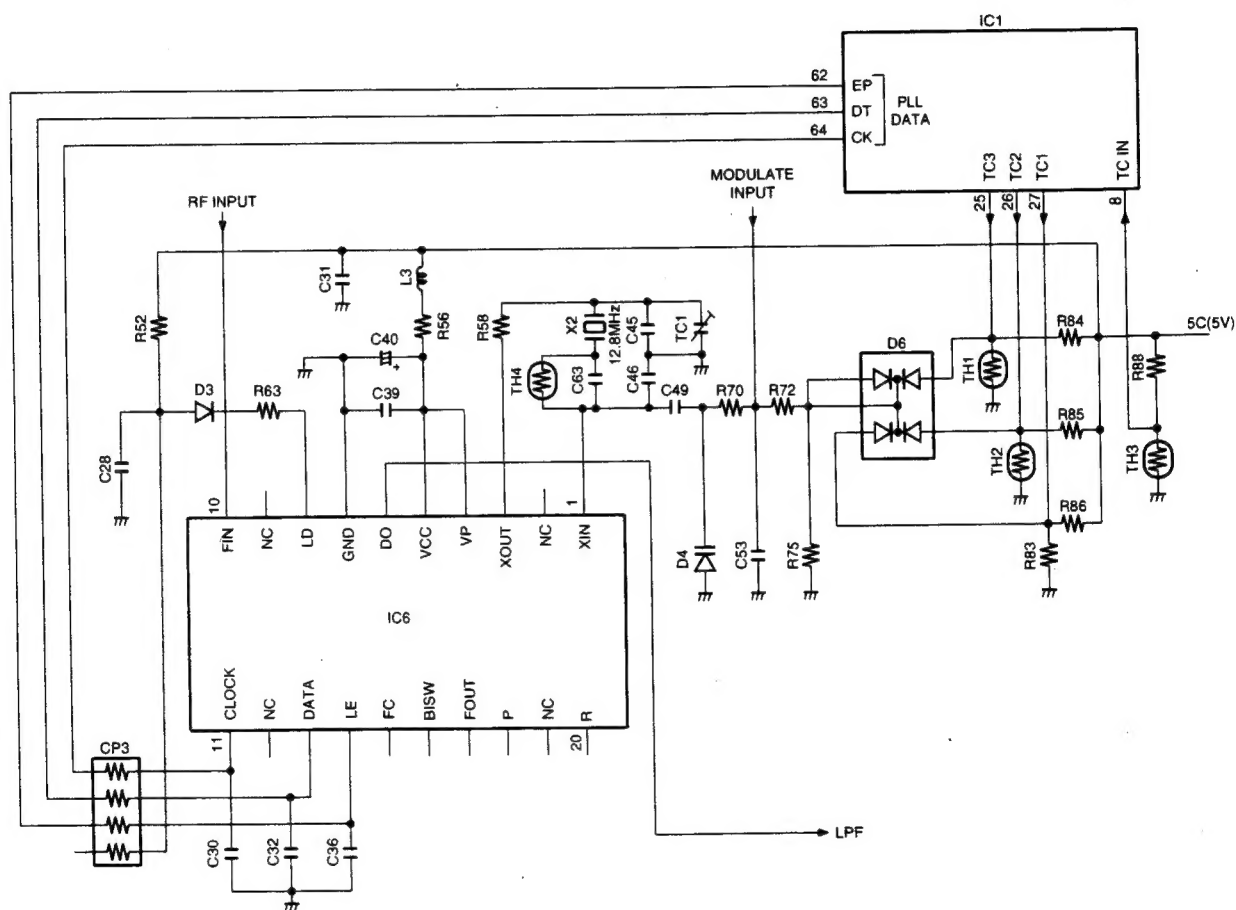 IC1
62
EP
63
DT
PLL
DATA
64
CK
TC3
TC2
TC1
TC IN
25
26
27
8
RF INPUT
MODULATE
INPUT
C31
L3
R52
R56
R58
X2
12.8MHz
C45
TC1
C40
+
TH4
C63
C46
D3
R63
C39
C49
R70
R72
D6
R84
5C(5V)
TH1
R88
C28
R85
TH2
TH3
R86
R83
D4
C53
R75
10
1
FIN
NC
LD
GND
DO
VCC
VP
XOUT
NC
XIN
IC6
CLOCK
NC
DATA
LE
FC
BISW
FOUT
P
NC
R
11
20
CP3
C30
C32
C36
LPF